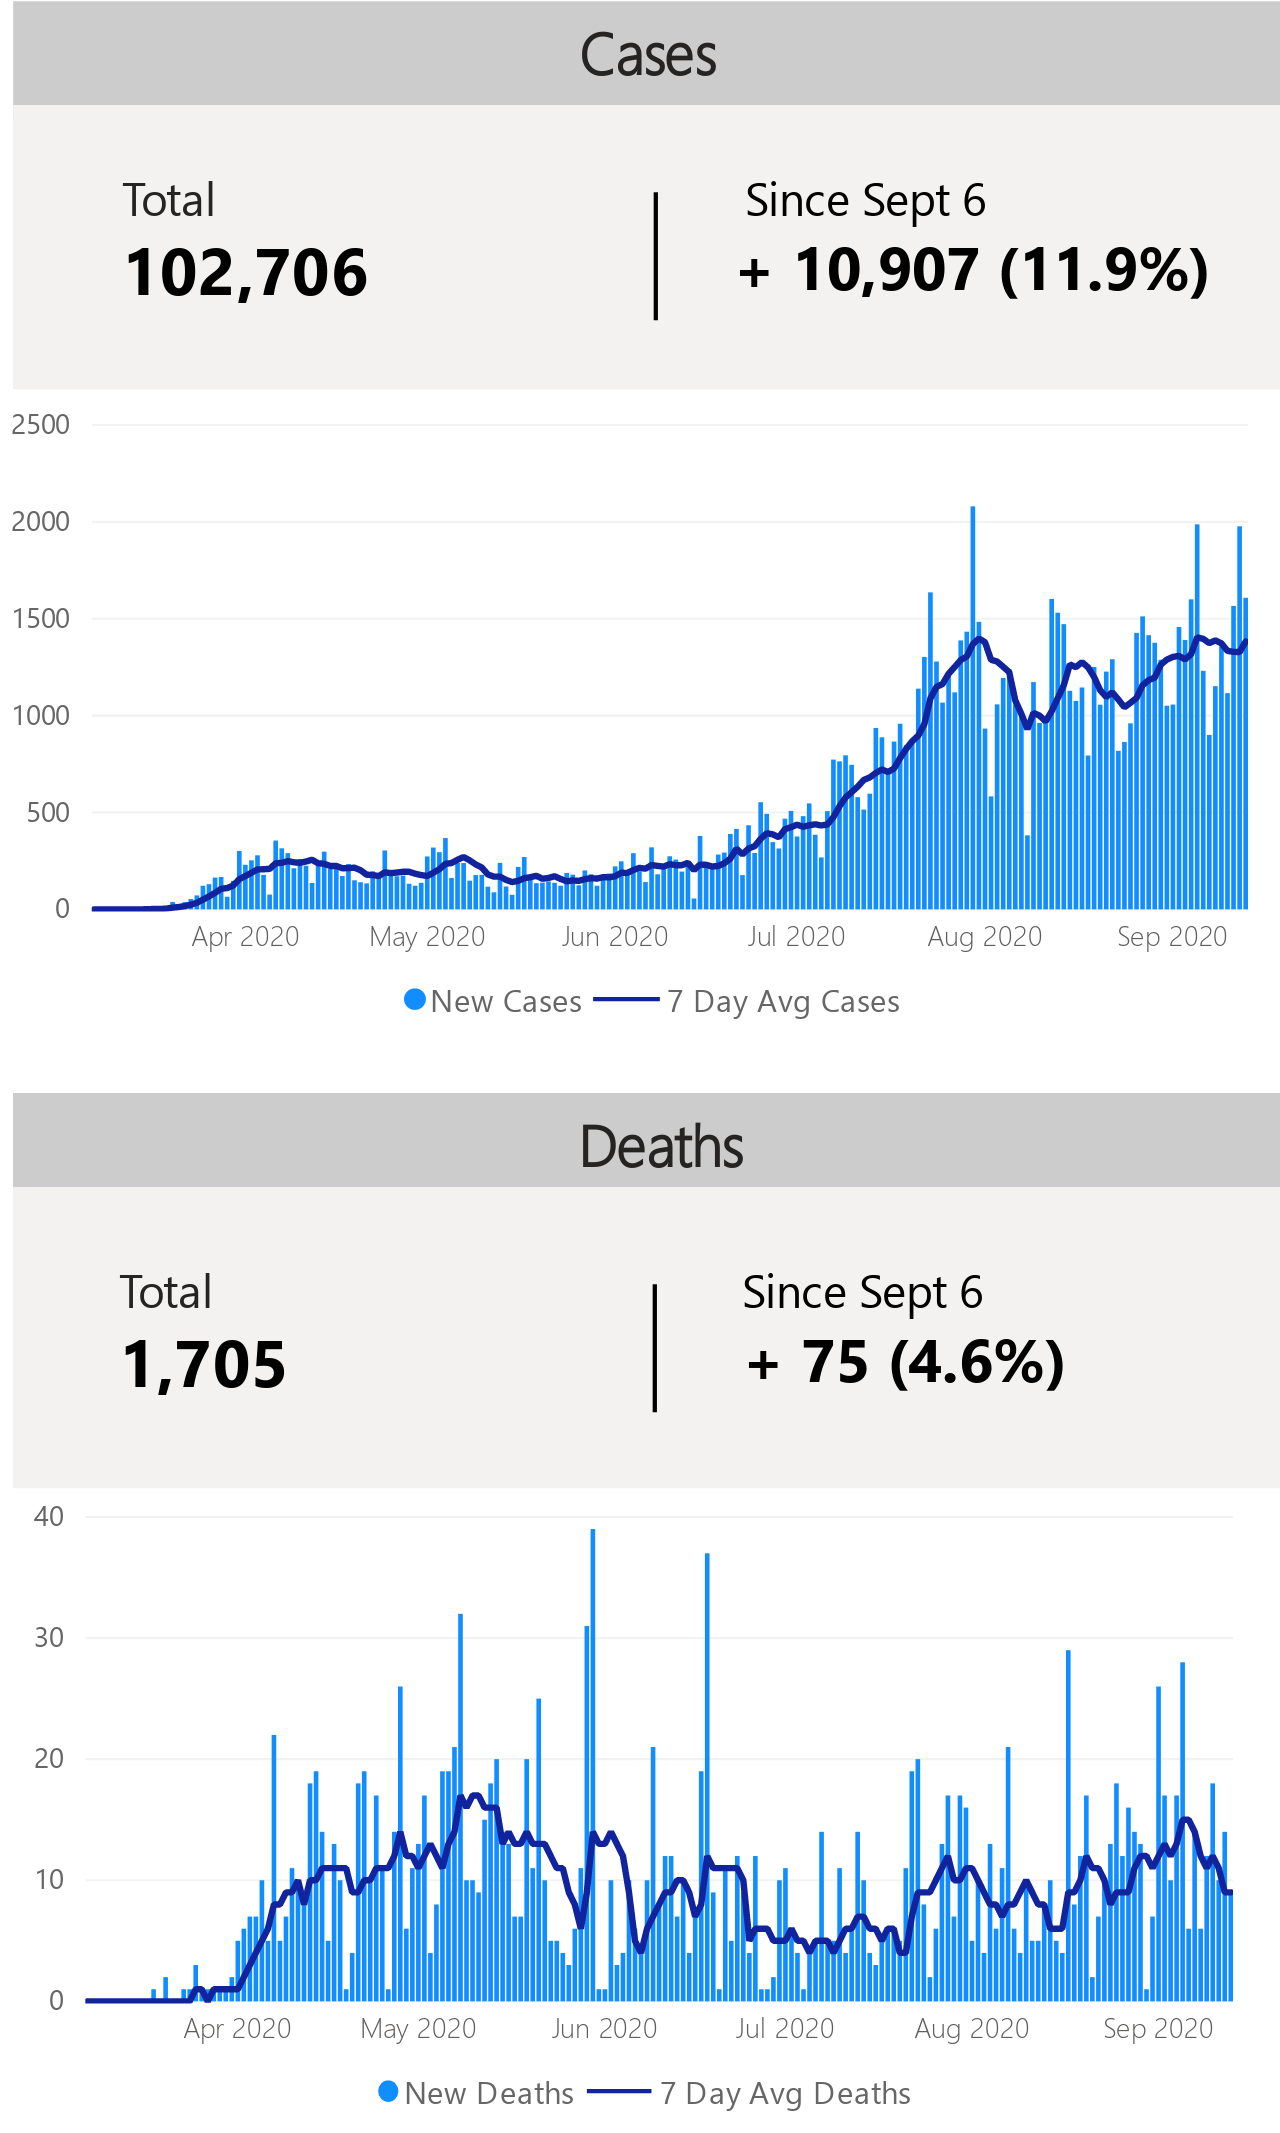 Cases
Total
Since Sept 6
102,706
+ 10,907 (11.9%)
2500
2000
1500
1000
500
0
Apr 2020 May 2020 Jun 2020 Jul 2020 Aug 2020 Sep 2020
New Cases 7 Day Avg Cases
Deaths
Total
Since Sept 6
1,705
+ 75 (4.6%)
40
30
20
10
0
Apr 2020 May 2020 Jun 2020 Jul 2020 Aug 2020 Sep 2020
New Deaths 7 Day Avg Deaths